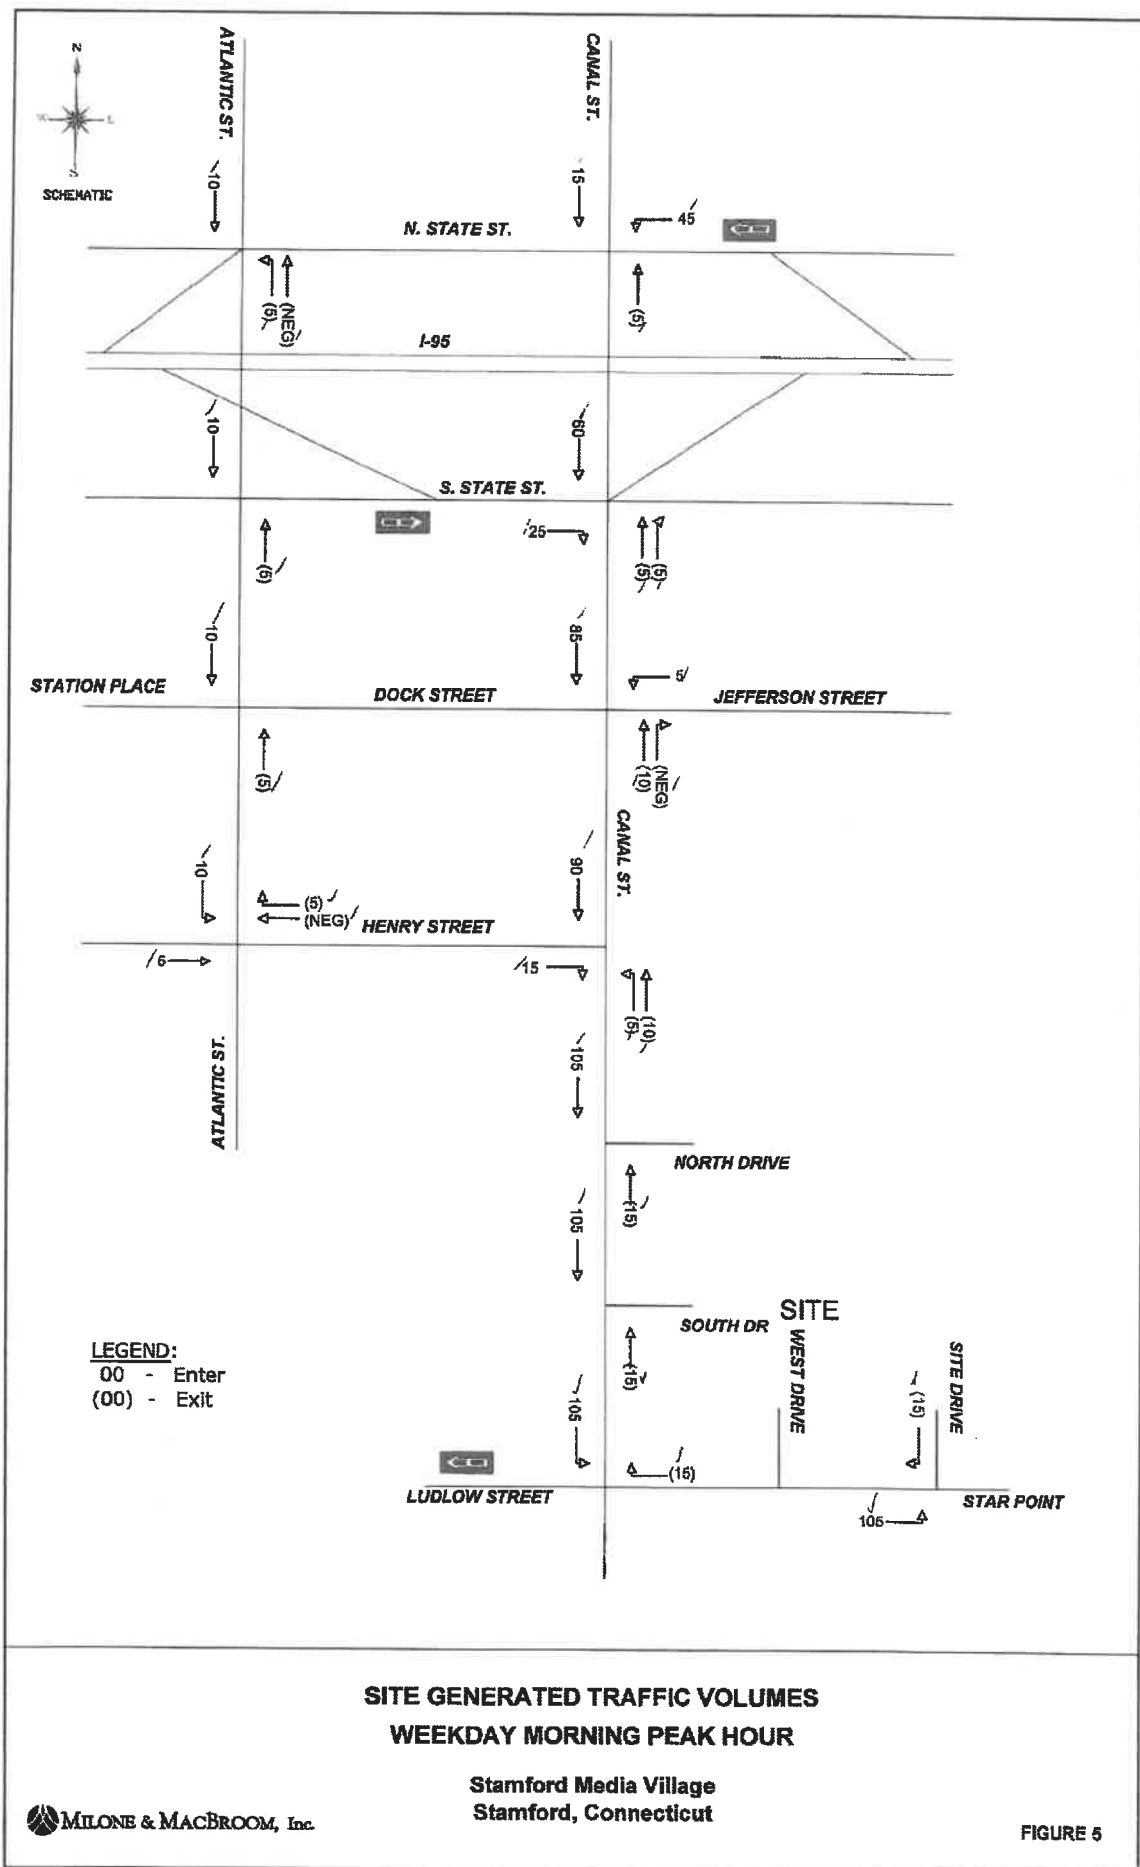 N
W
E
S
SCHEMATIC
ATLANTIC ST.
CANAL ST.
10
15
45
N. STATE ST.
(5)
(NEG)
(5)
I-95
10
60
S. STATE ST.
25
(5)
(5)
(5)
10
85
5
STATION PLACE
DOCK STREET
JEFFERSON STREET
(5)
(10)
(NEG)
CANAL ST.
10
90
(5)
(NEG)
HENRY STREET
5
15
(5)
(10)
ATLANTIC ST.
105
NORTH DRIVE
(15)
105
SITE
SOUTH DR
WEST DRIVE
SITE DRIVE
(15)
LEGEND:
00 - Enter
(00) - Exit
105
(15)
(15)
LUDLOW STREET
STAR POINT
105
SITE GENERATED TRAFFIC VOLUMES
WEEKDAY MORNING PEAK HOUR
Stamford Media Village
Stamford, Connecticut
MILONE & MACBROOM, Inc.
FIGURE 5